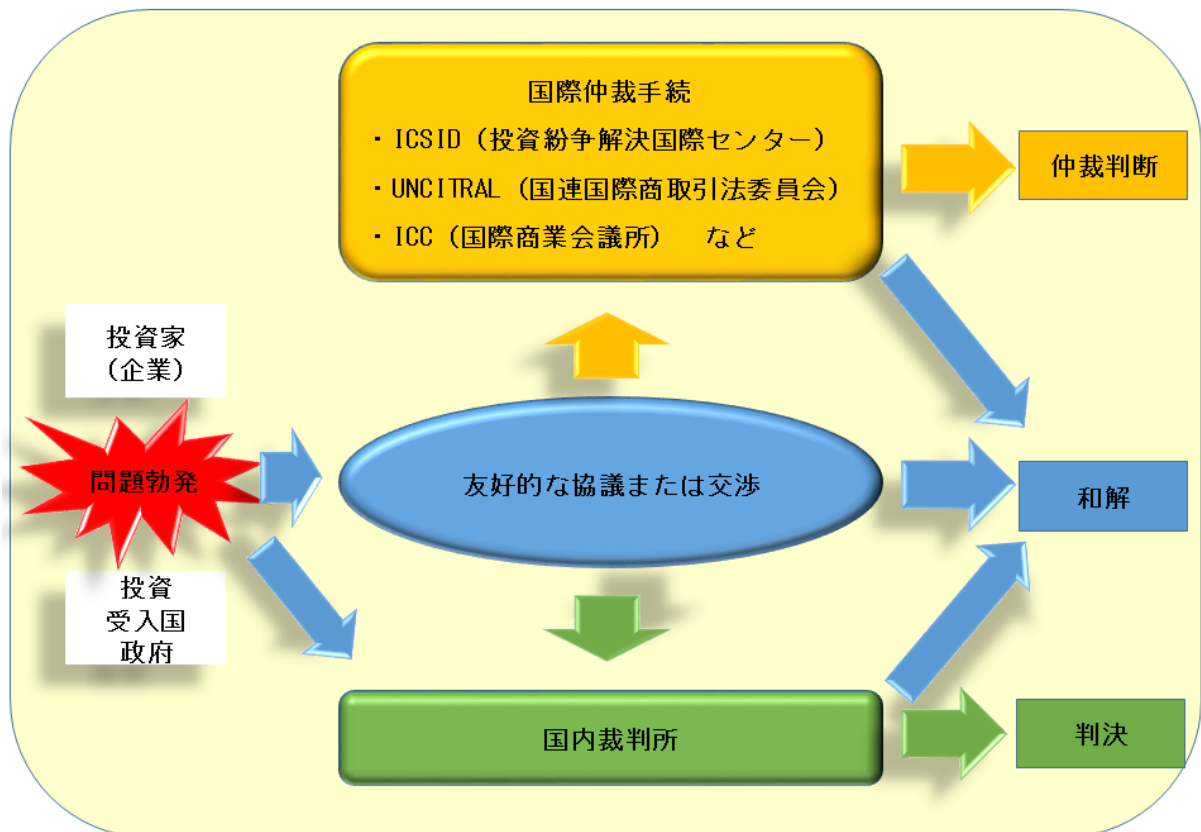 国際仲裁手続
・ICSID（投資紛争解決国際センター）
・UNCITRAL（国連国際商取引法委員会）
・ICC（国際商業会議所）　など
仲裁判断
投資家
（企業）
問題勃発
投資
受入国
政府
友好的な協議または交渉
和解
国内裁判所
判決